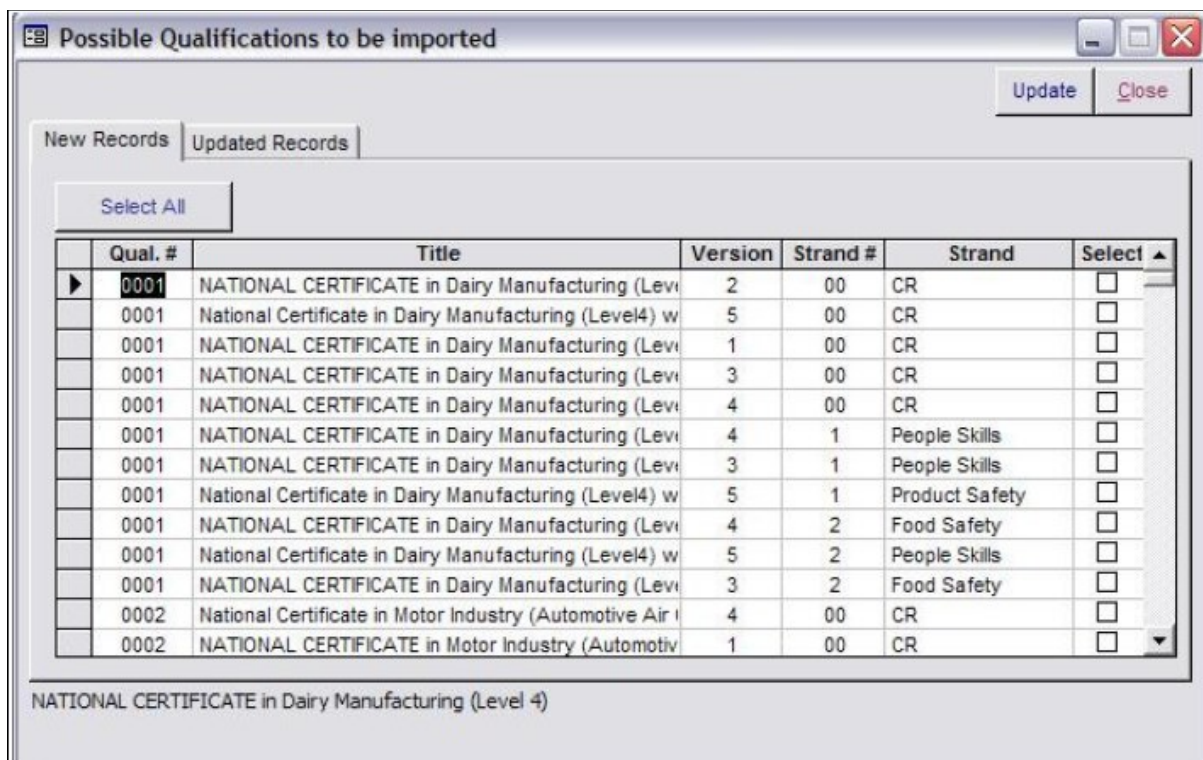 Possible Qualifications to be imported
Update Close
New Records Updated Records
Select All
Qual. # Title Version Strand # Strand Select
0001 NATIONAL CERTIFICATE in Dairy Manufacturing (Leve 2 00 CR
0001 National Certificate in Dairy Manufacturing (Level4) w 5 00 CR
0001 NATIONAL CERTIFICATE in Dairy Manufacturing (Leve 1 00 CR
0001 NATIONAL CERTIFICATE in Dairy Manufacturing (Leve 3 00 CR
0001 NATIONAL CERTIFICATE in Dairy Manufacturing (Leve 4 00 CR
0001 NATIONAL CERTIFICATE in Dairy Manufacturing (Leve 4 1 People Skills
0001 NATIONAL CERTIFICATE in Dairy Manufacturing (Leve 3 1 People Skills
0001 National Certificate in Dairy Manufacturing (Level4) w 5 1 Product Safety
0001 NATIONAL CERTIFICATE in Dairy Manufacturing (Leve 4 2 Food Safety
0001 National Certificate in Dairy Manufacturing (Level4) w 5 2 People Skills
0001 NATIONAL CERTIFICATE in Dairy Manufacturing (Leve 3 2 Food Safety
0002 National Certificate in Motor Industry (Automotive Air 4 00 CR
0002 NATIONAL CERTIFICATE in Motor Industry (Automotiv 1 00 CR
NATIONAL CERTIFICATE in Dairy Manufacturing (Level 4)